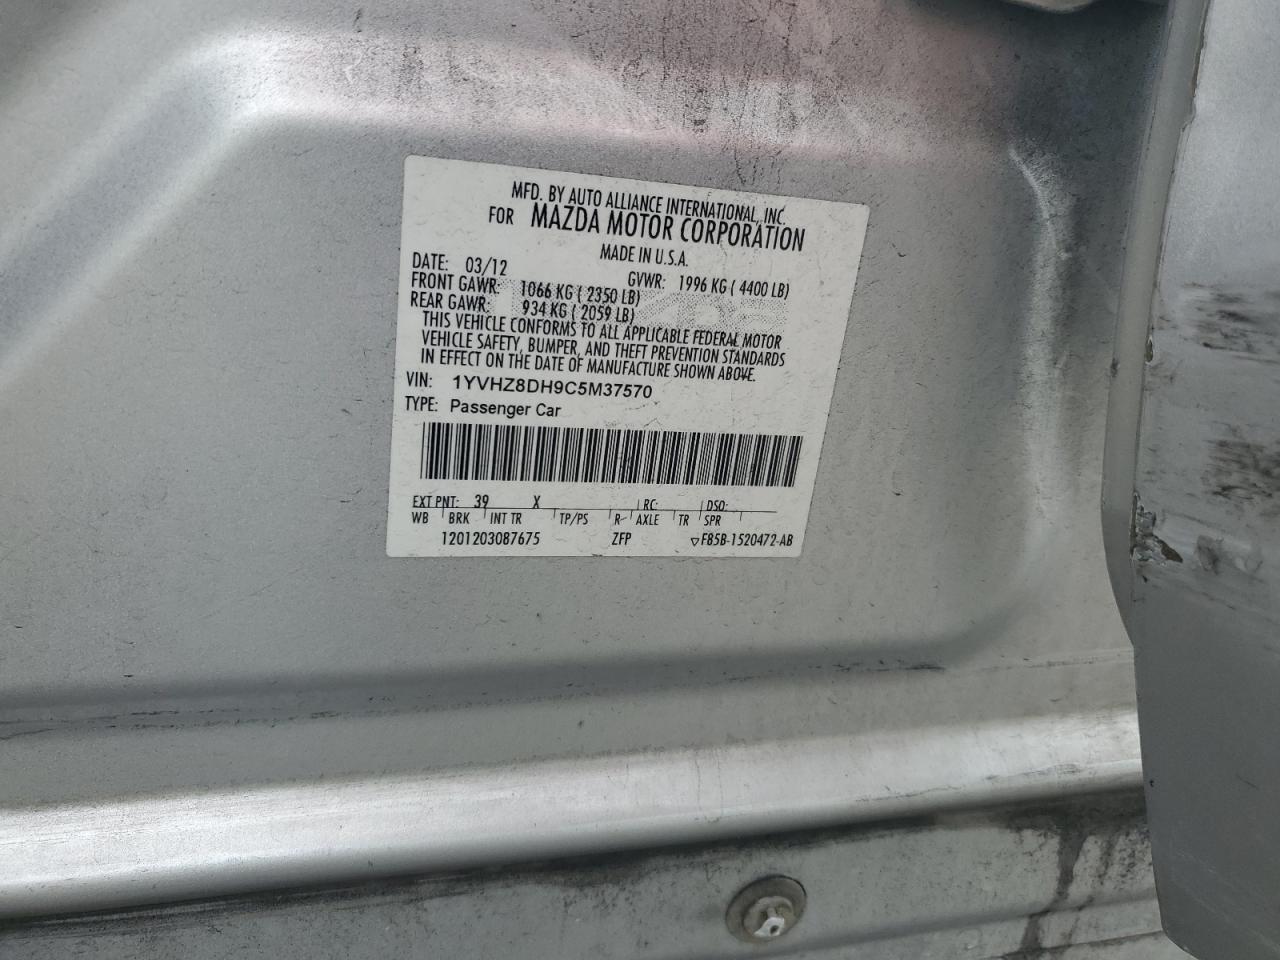 MFD. BY AUTO ALLIANCE INTERNATIONAL, INC.
FOR MAZDA MOTOR CORPORATION
MADE IN U.S.A.
DATE: 03/12 GVWR: 1996 KG ( 4400 LB)
FRONT GAWR: 1066 KG ( 2350 LB)
REAR GAWR: 934 KG ( 2059 LB)
THIS VEHICLE CONFORMS TO ALL APPLICABLE FEDERAL MOTOR
VEHICLE SAFETY, BUMPER, AND THEFT PREVENTION STANDARDS
IN EFFECT ON THE DATE OF MANUFACTURE SHOWN ABOVE.
VIN: 1YVHZ8DH9C5M37570
TYPE: Passenger Car
EXT PNT: 39 X RC: DSO:
WB BRK INT TR TP/PS R AXLE TR SPR
1201203087675 ZFP ▽ F85B-1520472-AB